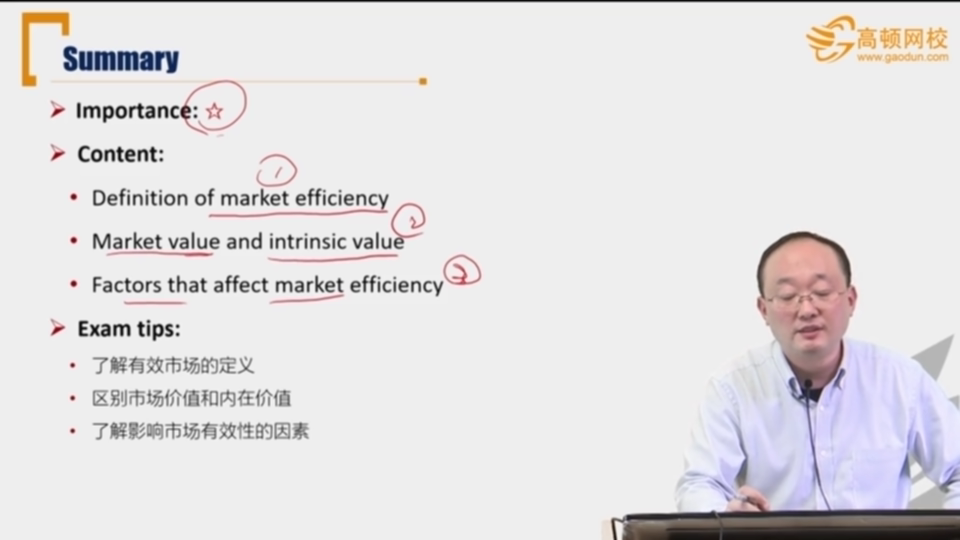 Summary
高顿网校
www.gaodun.com
Importance: ☆
Content:
1
Definition of market efficiency
2
Market value and intrinsic value
3
Factors that affect market efficiency
Exam tips:
了解有效市场的定义
区别市场价值和内在价值
了解影响市场有效性的因素